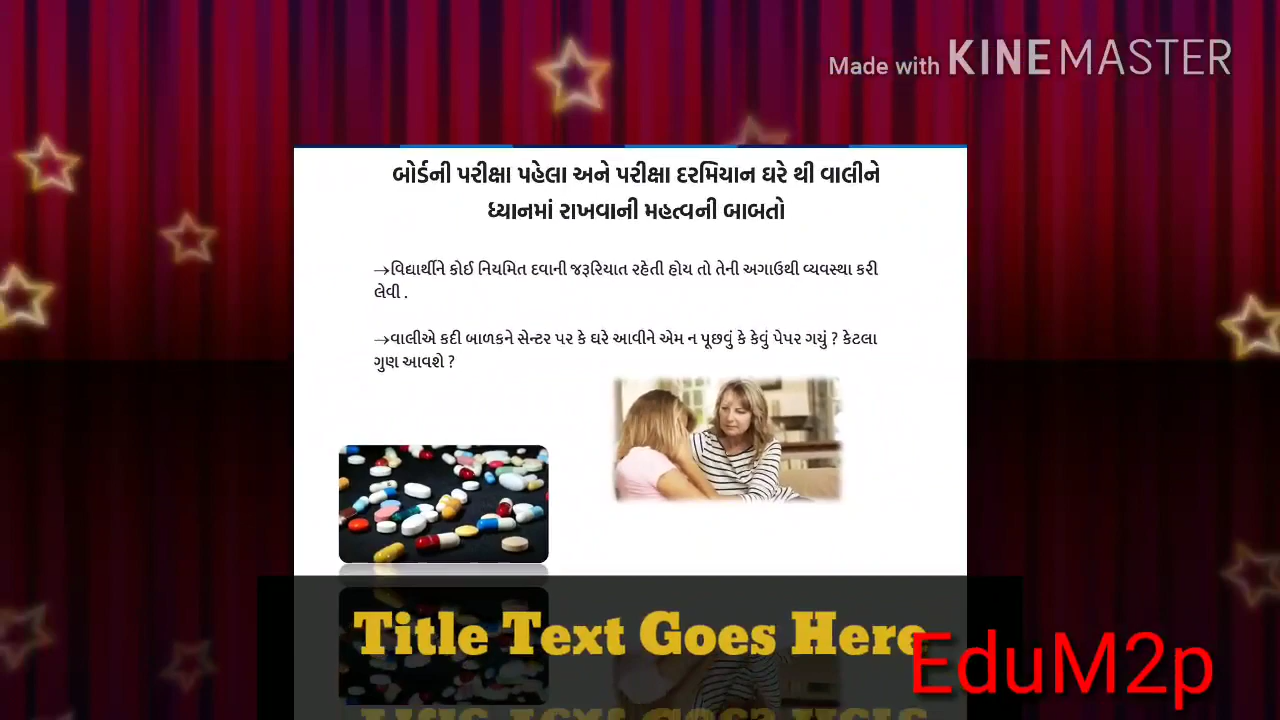 Made with KINEMASTER
બોર્ડની પરીક્ષા પહેલા અને પરીક્ષા દરમિયાન ઘરે થી વાલીને
ધ્યાનમાં રાખવાની મહત્વની બાબતો
→વિદ્યાર્થીને કોઈ નિયમિત દવાની જરૂરિયાત રહેતી હોય તો તેની અગાઉથી વ્યવસ્થા કરી
લેવી .
→વાલીએ કદી બાળકને સેન્ટર પર કે ઘરે આવીને એમ ન પૂછવું કે કેવું પેપર ગયું ? કેટલા
ગુણ આવશે ?
Title Text Goes Here
EduM2p